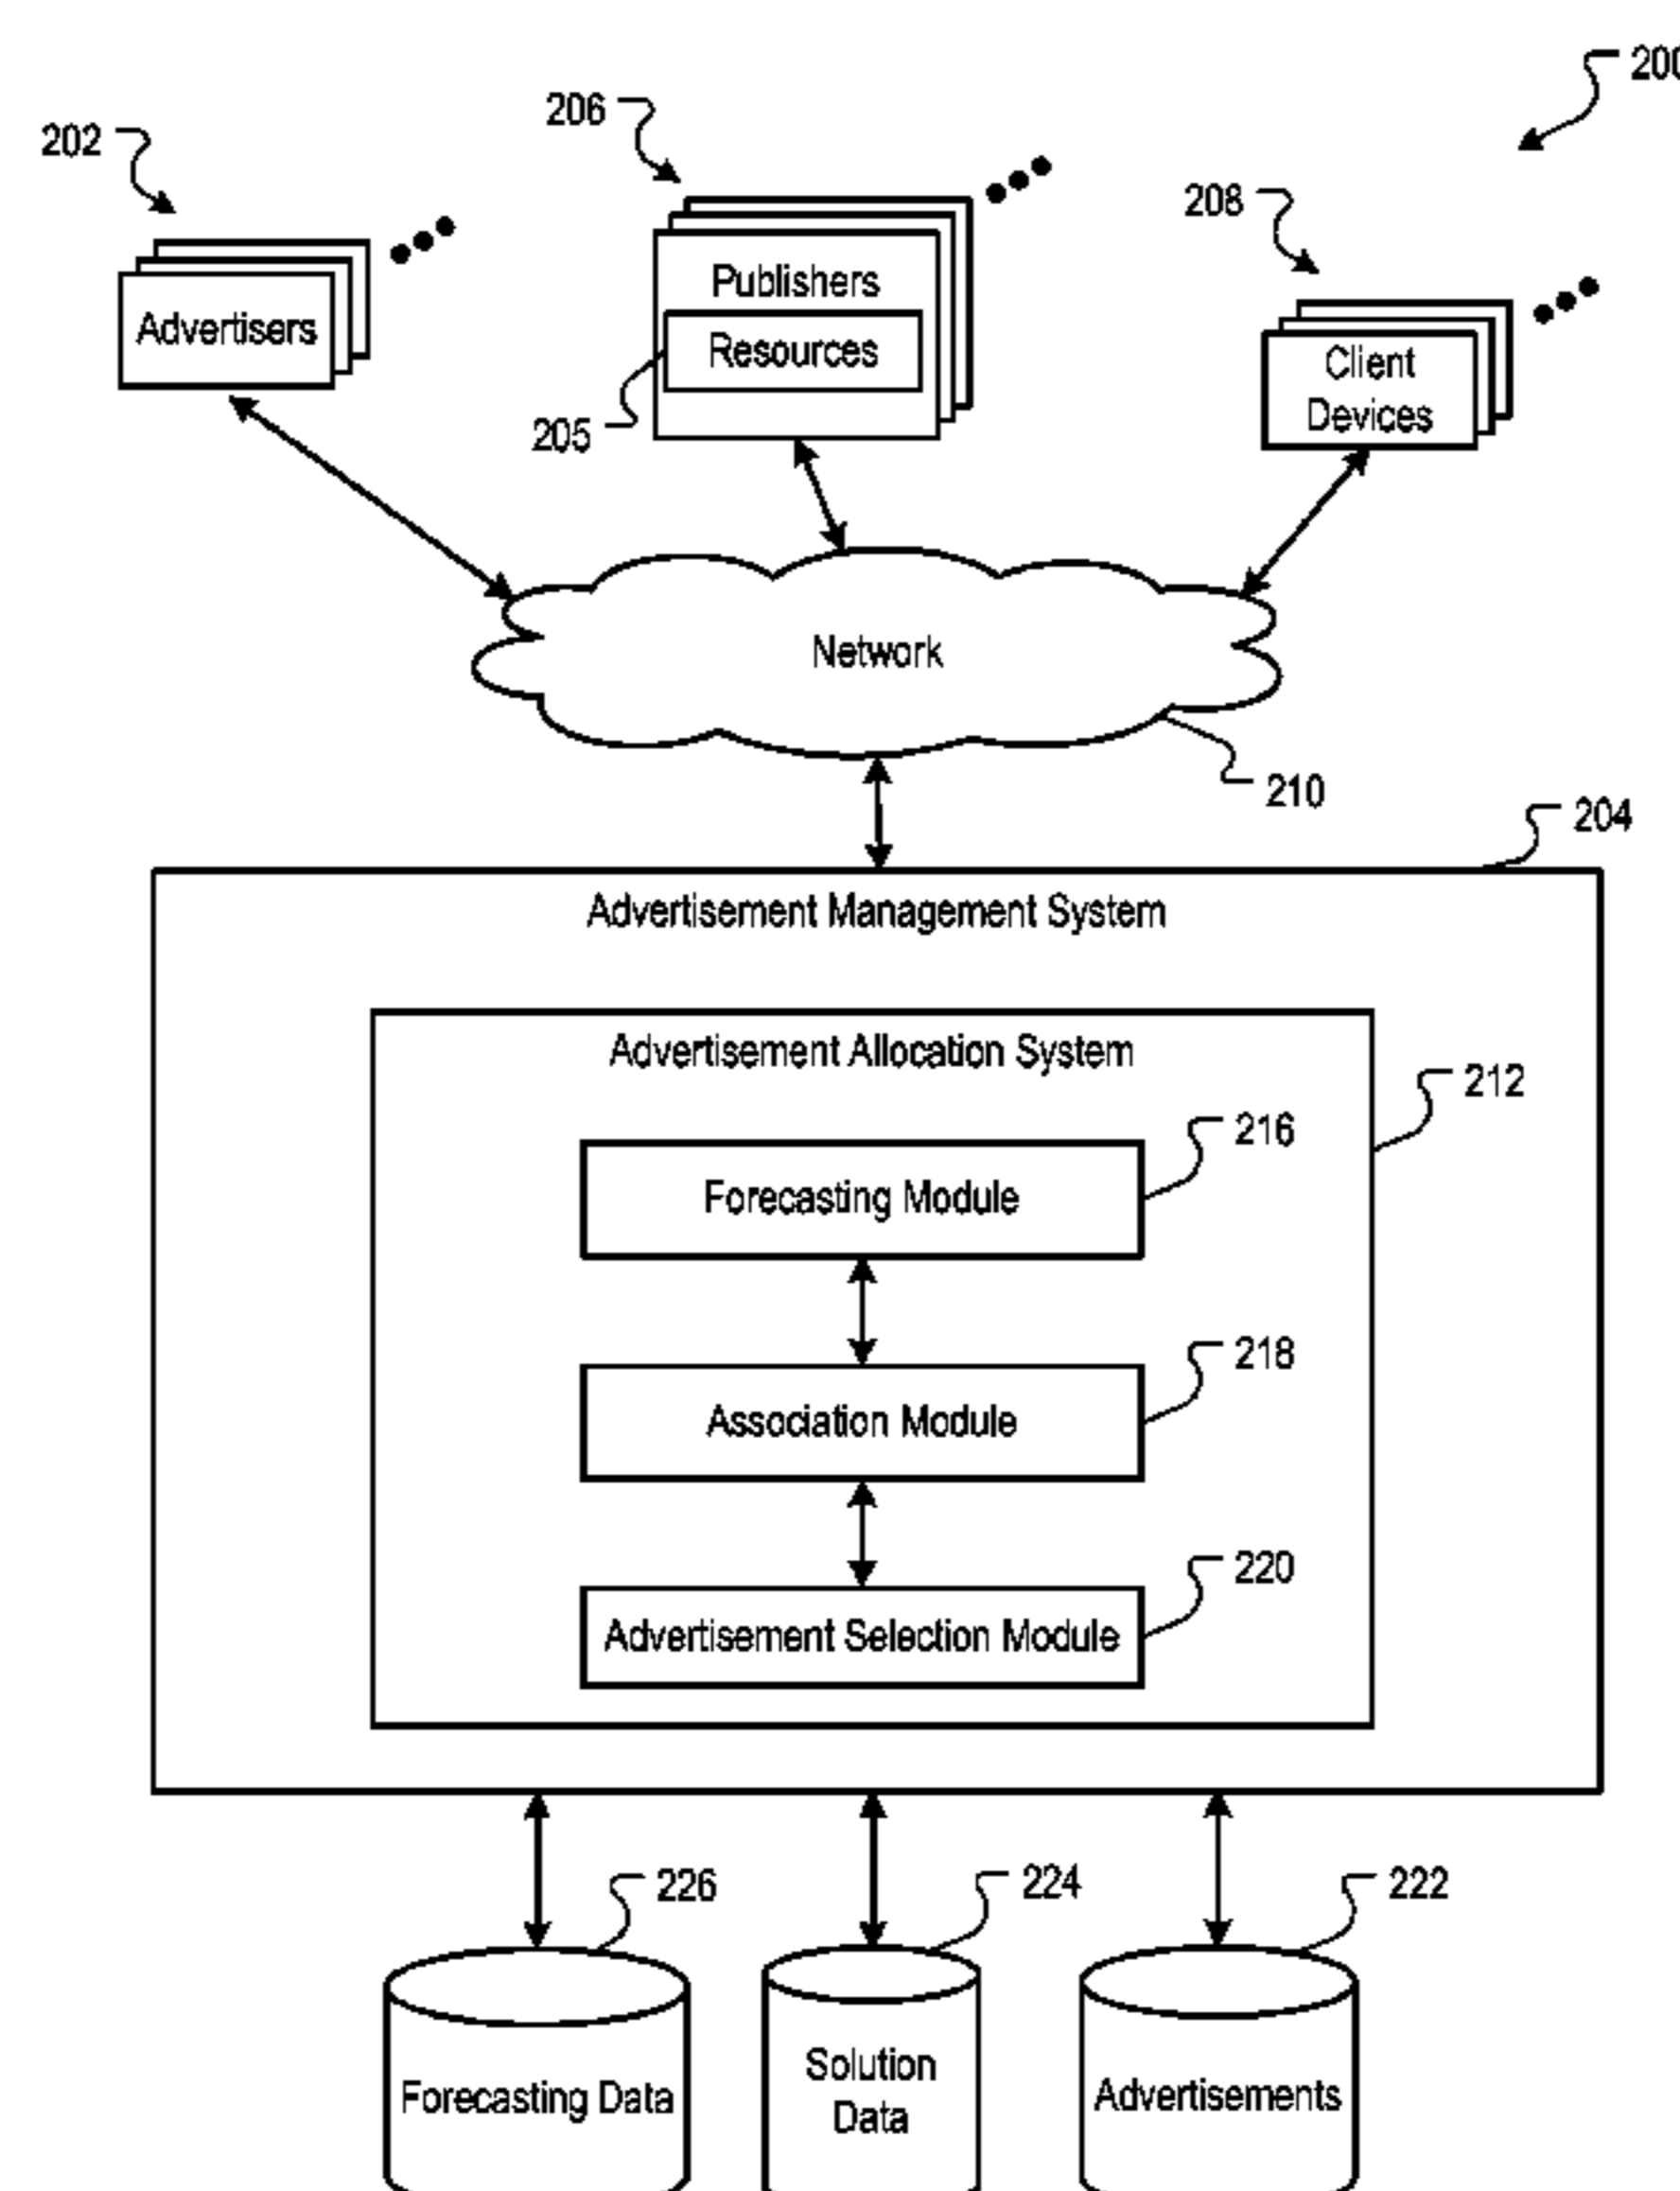 200
206
202
208
Publishers
Advertisers
Resources
Client
Devices
205
Network
210
204
Advertisement Management System
Advertisement Allocation System
212
216
Forecasting Module
218
Association Module
220
Advertisement Selection Module
226
224
222
Forecasting Data
Solution
Data
Advertisements